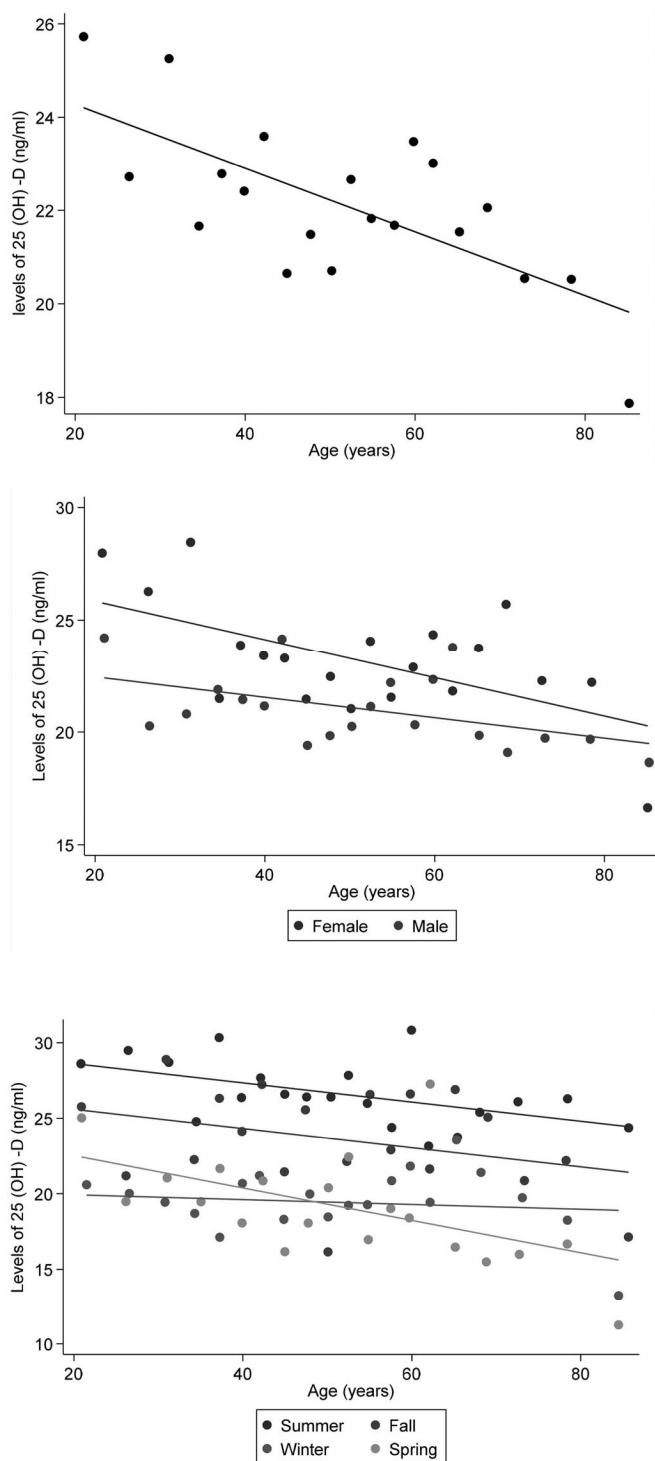 26
24
22
20
18
levels of 25 (OH) -D (ng/ml)
20 40 60 80
Age (years)
30
25
20
15
Levels of 25 (OH) -D (ng/ml)
20 40 60 80
Age (years)
Female Male
30
25
20
15
10
Levels of 25 (OH) -D (ng/ml)
20 40 60 80
Age (years)
Summer Fall
Winter Spring